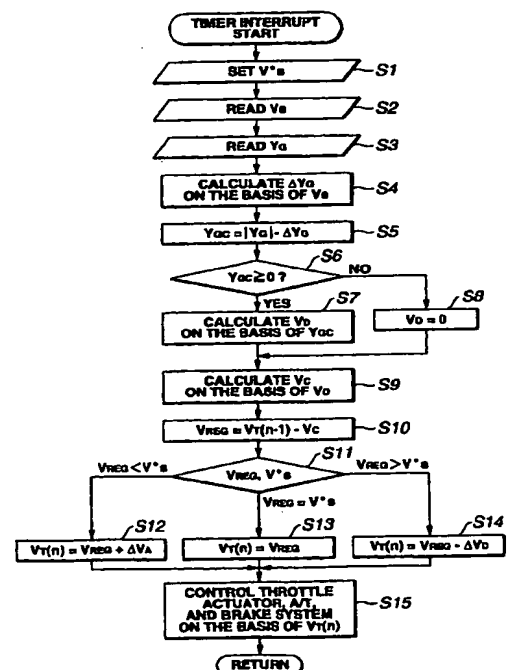 TIMER INTERRUPT
START
SET V*s
S1
READ Vs
S2
READ YG
S3
CALCULATE ΔYG
ON THE BASIS OF Vs
S4
YGC = |YG| - ΔYG
S5
S6
YGC ≥ 0 ?
NO
YES
S7
CALCULATE VD
ON THE BASIS OF YGC
S8
VD = 0
CALCULATE VC
ON THE BASIS OF VD
S9
VREG = VT(n-1) - VC
S10
S11
VREG, V*s
VREG<V*s
VREG>V*s
VREG = V*s
S12
VT(n) = VREG + ΔVA
S13
VT(n) = VREG
S14
VT(n) = VREG - ΔVD
CONTROL THROTTLE
ACTUATOR, A/T,
AND BRAKE SYSTEM
ON THE BASIS OF VT(n)
S15
RETURN